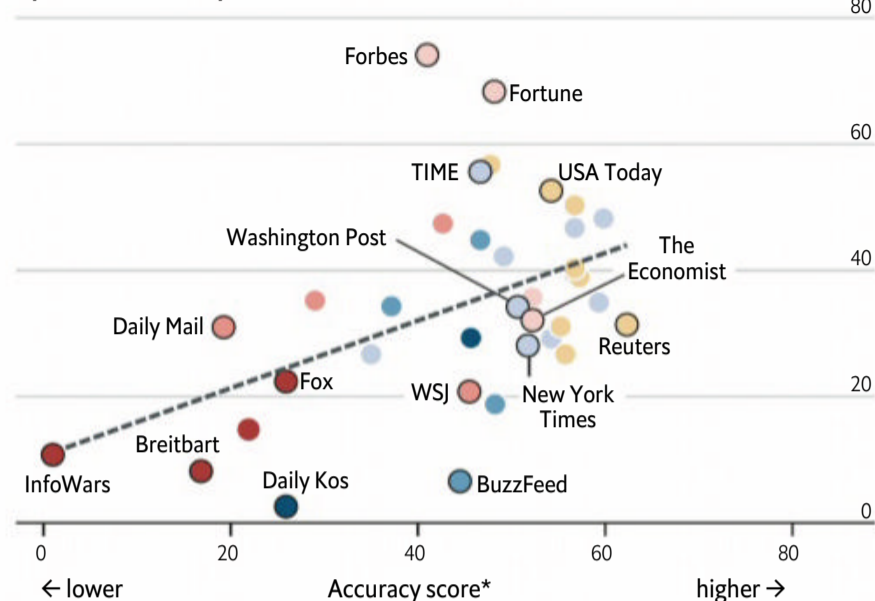 80
Forbes
Fortune
60
TIME
USA Today
Washington Post
The
Economist
40
Daily Mail
Reuters
Fox
WSJ
New York
Times
20
Breitbart
InfoWars
Daily Kos
BuzzFeed
0
0 20 40 60 80
← lower Accuracy score* higher →